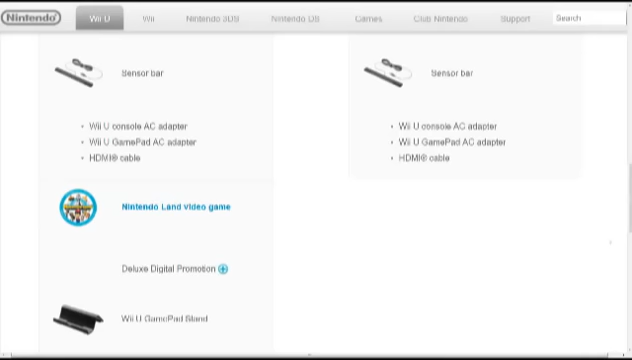 Nintendo
Wii U
Wii
Nintendo 3DS
Nintendo DS
Games
Club Nintendo
Support
Search
Sensor bar
• Wii U console AC adapter
• Wii U GamePad AC adapter
• HDMI® cable
Nintendo Land video game
Deluxe Digital Promotion
Wii U GamePad Stand
Sensor bar
• Wii U console AC adapter
• Wii U GamePad AC adapter
• HDMI® cable